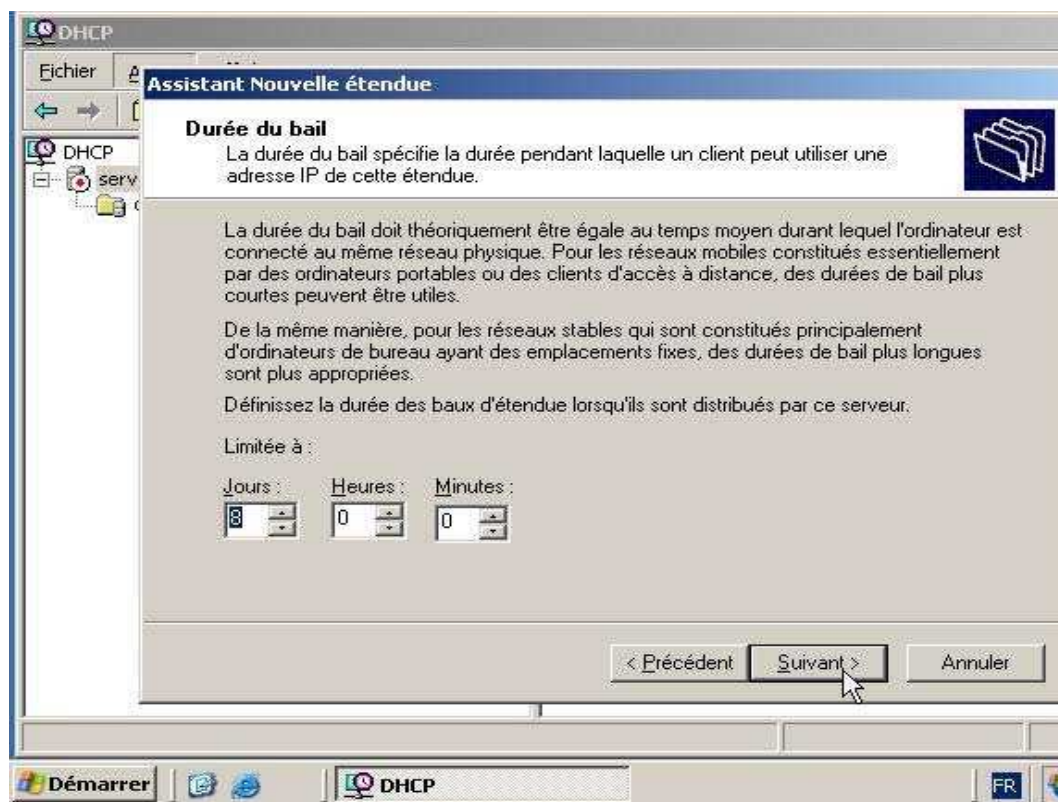 DHCP
Fichier
Assistant Nouvelle étendue
Durée du bail
La durée du bail spécifie la durée pendant laquelle un client peut utiliser une
adresse IP de cette étendue.
DHCP
serv
La durée du bail doit théoriquement être égale au temps moyen durant lequel l'ordinateur est
connecté au même réseau physique. Pour les réseaux mobiles constitués essentiellement
par des ordinateurs portables ou des clients d'accès à distance, des durées de bail plus
courtes peuvent être utiles.
De la même manière, pour les réseaux stables qui sont constitués principalement
d'ordinateurs de bureau ayant des emplacements fixes, des durées de bail plus longues
sont plus appropriées.
Définissez la durée des baux d'étendue lorsqu'ils sont distribués par ce serveur.
Limitée à :
Jours : Heures : Minutes :
8 0 0
< Précédent Suivant > Annuler
Démarrer DHCP FR